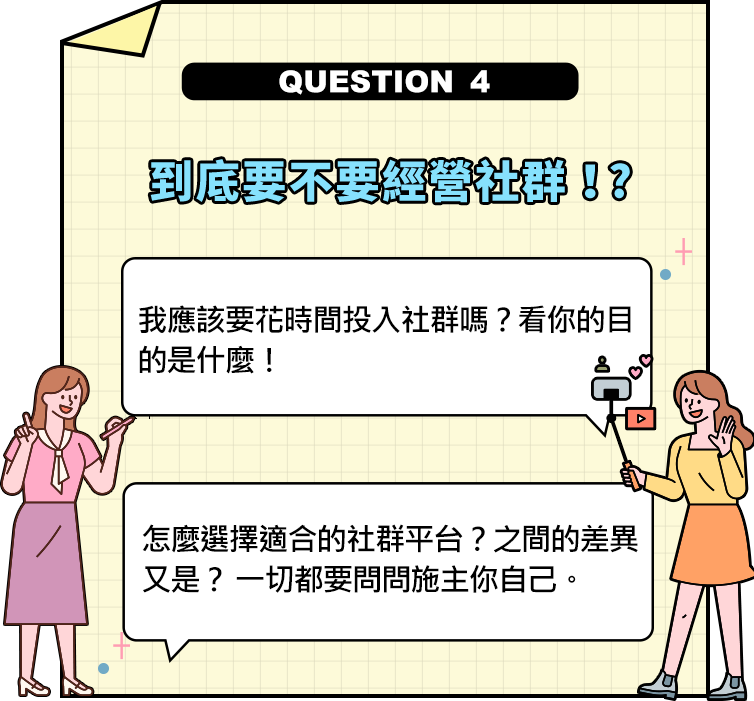 QUESTION 4
到底要不要經營社群！?
我應該要花時間投入社群嗎？看你的目
的是什麼！
怎麼選擇適合的社群平台？之間的差異
又是？ 一切都要問問施主你自己。